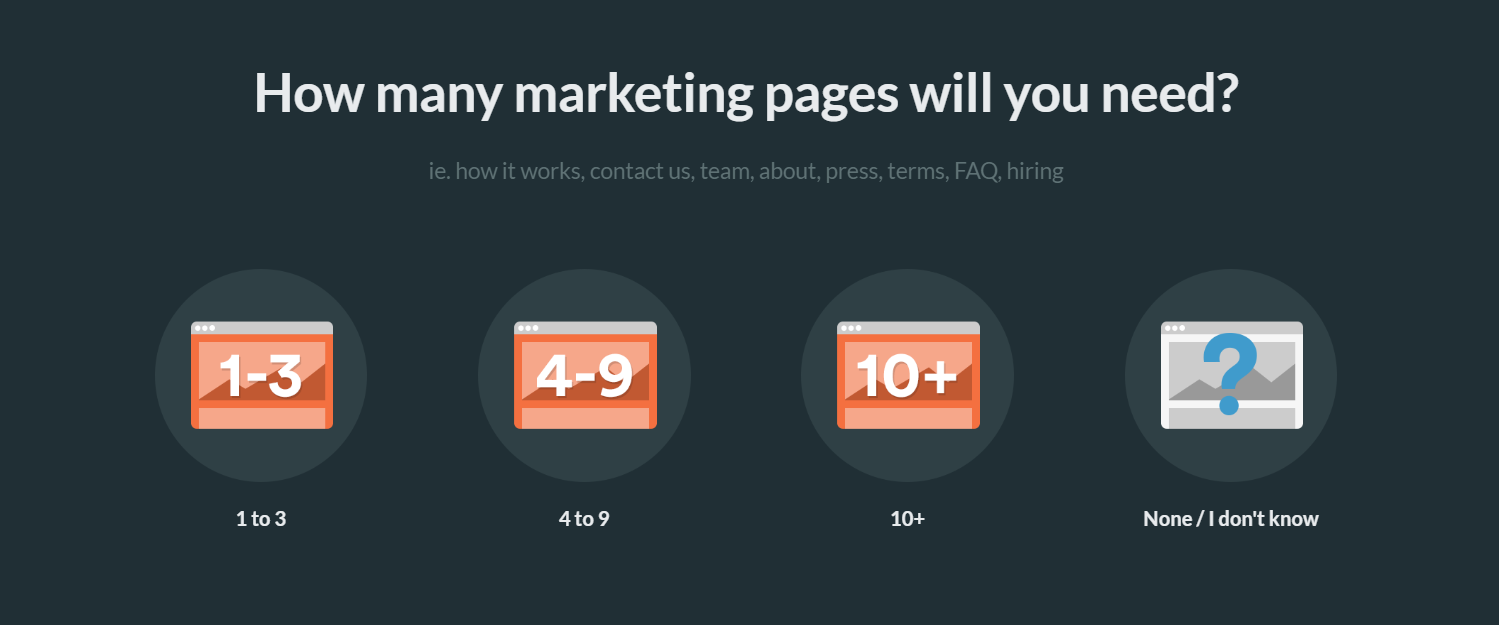 How many marketing pages will you need?
ie. how it works, contact us, team, about, press, terms, FAQ, hiring
1-3
4-9
10+
?
1 to 3
4 to 9
10+
None / I don't know